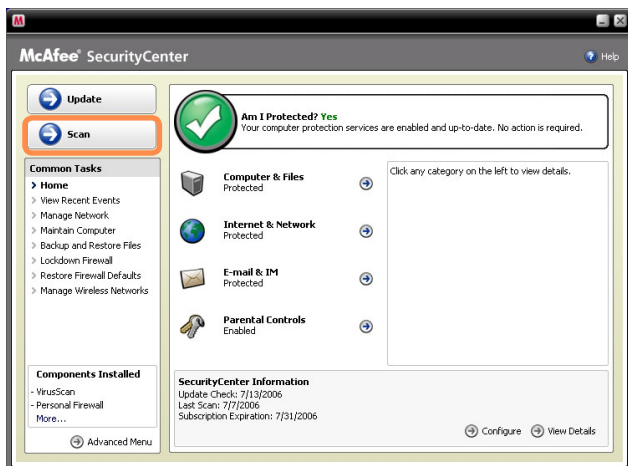 McAfee® SecurityCenter
Help
Update
Scan
Common Tasks
Home
View Recent Events
Manage Network
Maintain Computer
Backup and Restore Files
Lockdown Firewall
Restore Firewall Defaults
Manage Wireless Networks
Components Installed
- VirusScan
- Personal Firewall
More...
Advanced Menu
Am I Protected? Yes
Your computer protection services are enabled and up-to-date. No action is required.
Computer & Files
Protected
Internet & Network
Protected
E-mail & IM
Protected
Parental Controls
Enabled
Click any category on the left to view details.
SecurityCenter Information
Update Check: 7/13/2006
Last Scan: 7/7/2006
Subscription Expiration: 7/31/2006
Configure
View Details